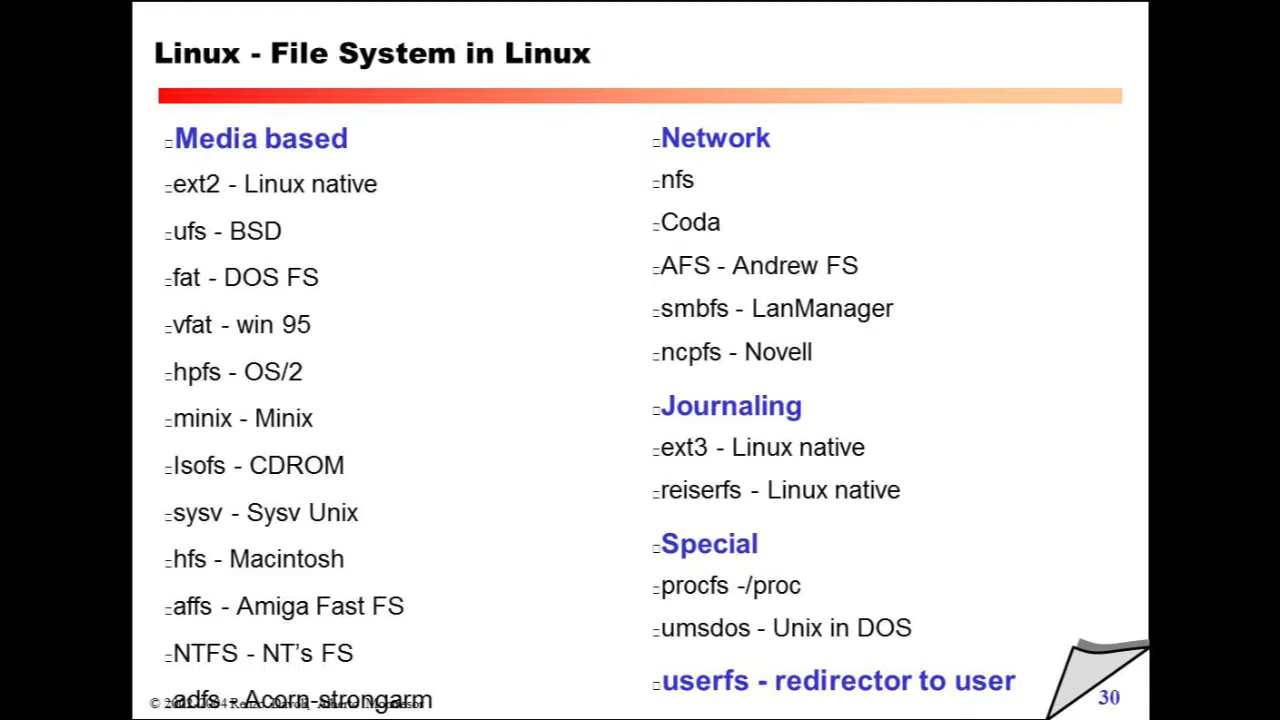 Linux - File System in Linux
Media based
ext2 - Linux native
ufs - BSD
fat - DOS FS
vfat - win 95
hpfs - OS/2
minix - Minix
Isofs - CDROM
sysv - Sysv Unix
hfs - Macintosh
affs - Amiga Fast FS
NTFS - NT’s FS
adfs - Acorn-strongarm
Network
nfs
Coda
AFS - Andrew FS
smbfs - LanManager
ncpfs - Novell
Journaling
ext3 - Linux native
reiserfs - Linux native
Special
procfs -/proc
umsdos - Unix in DOS
userfs - redirector to user
© 2002-2004 Renzo
30